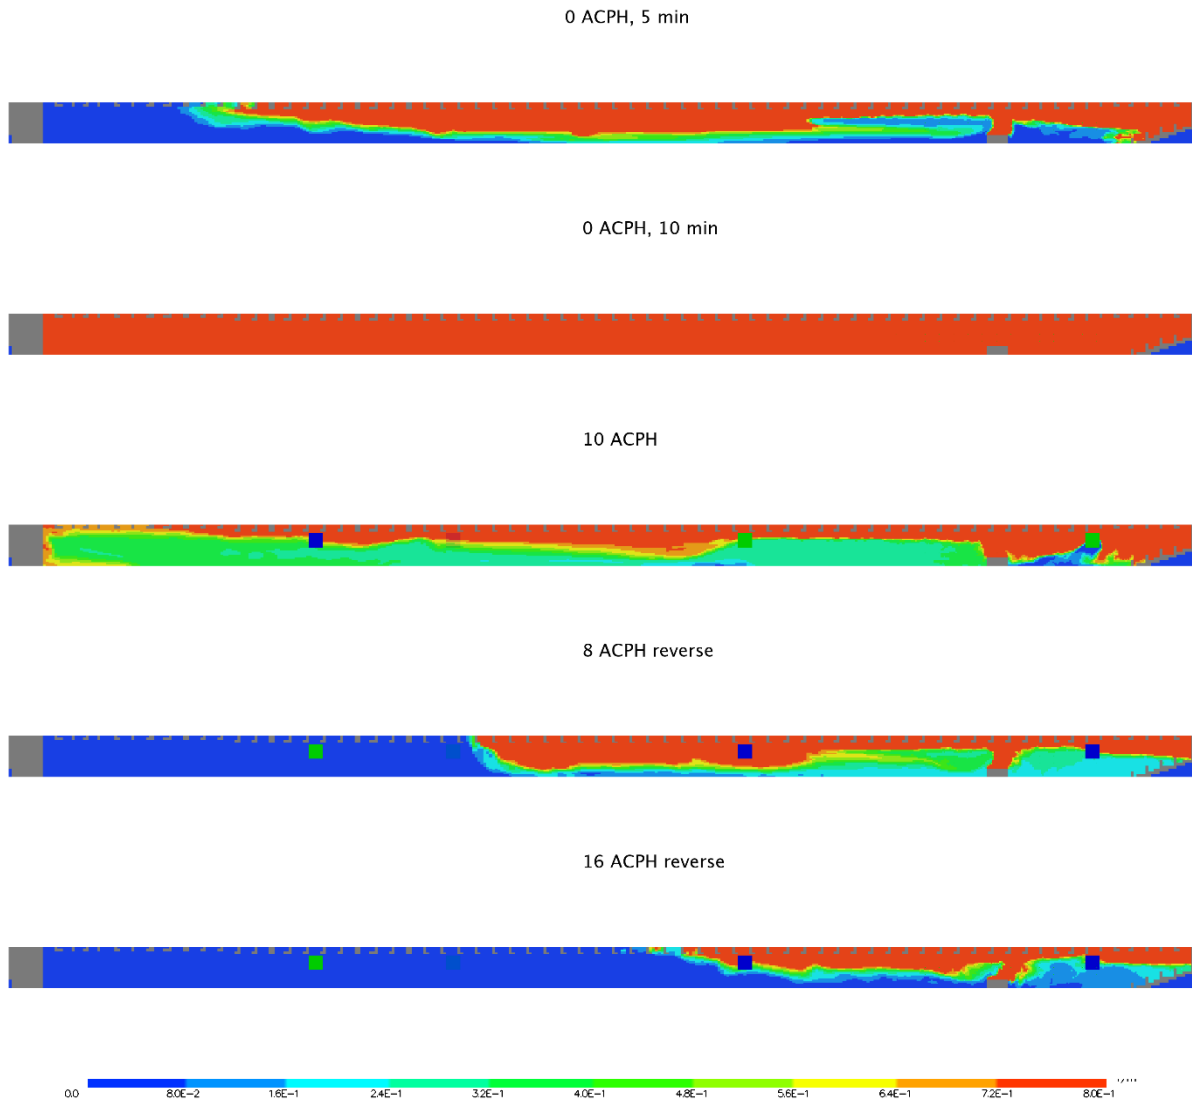 0 ACPH, 5 min
0 ACPH, 10 min
10 ACPH
8 ACPH reverse
16 ACPH reverse
0.0 8.0E-2 1.6E-1 2.4E-1 3.2E-1 4.0E-1 4.8E-1 5.6E-1 6.4E-1 7.2E-1 8.0E-1